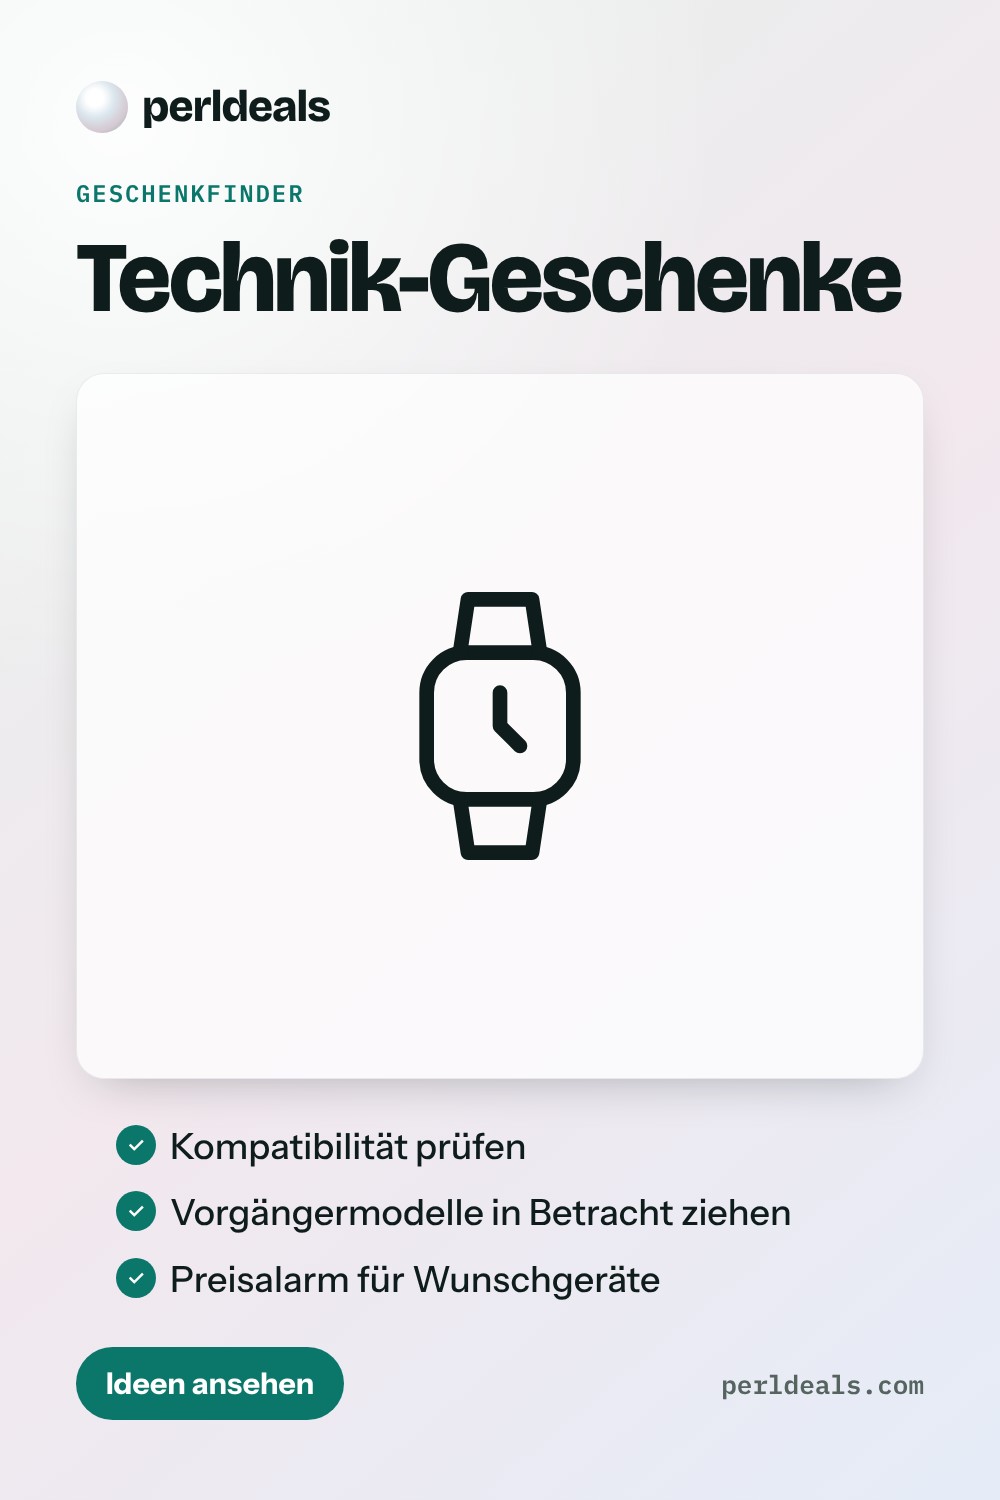 perldeals
GESCHENKFINDER
Technik-Geschenke
Kompatibilität prüfen
Vorgängermodelle in Betracht ziehen
Preisalarm für Wunschgeräte
Ideen ansehen
perldeals.com